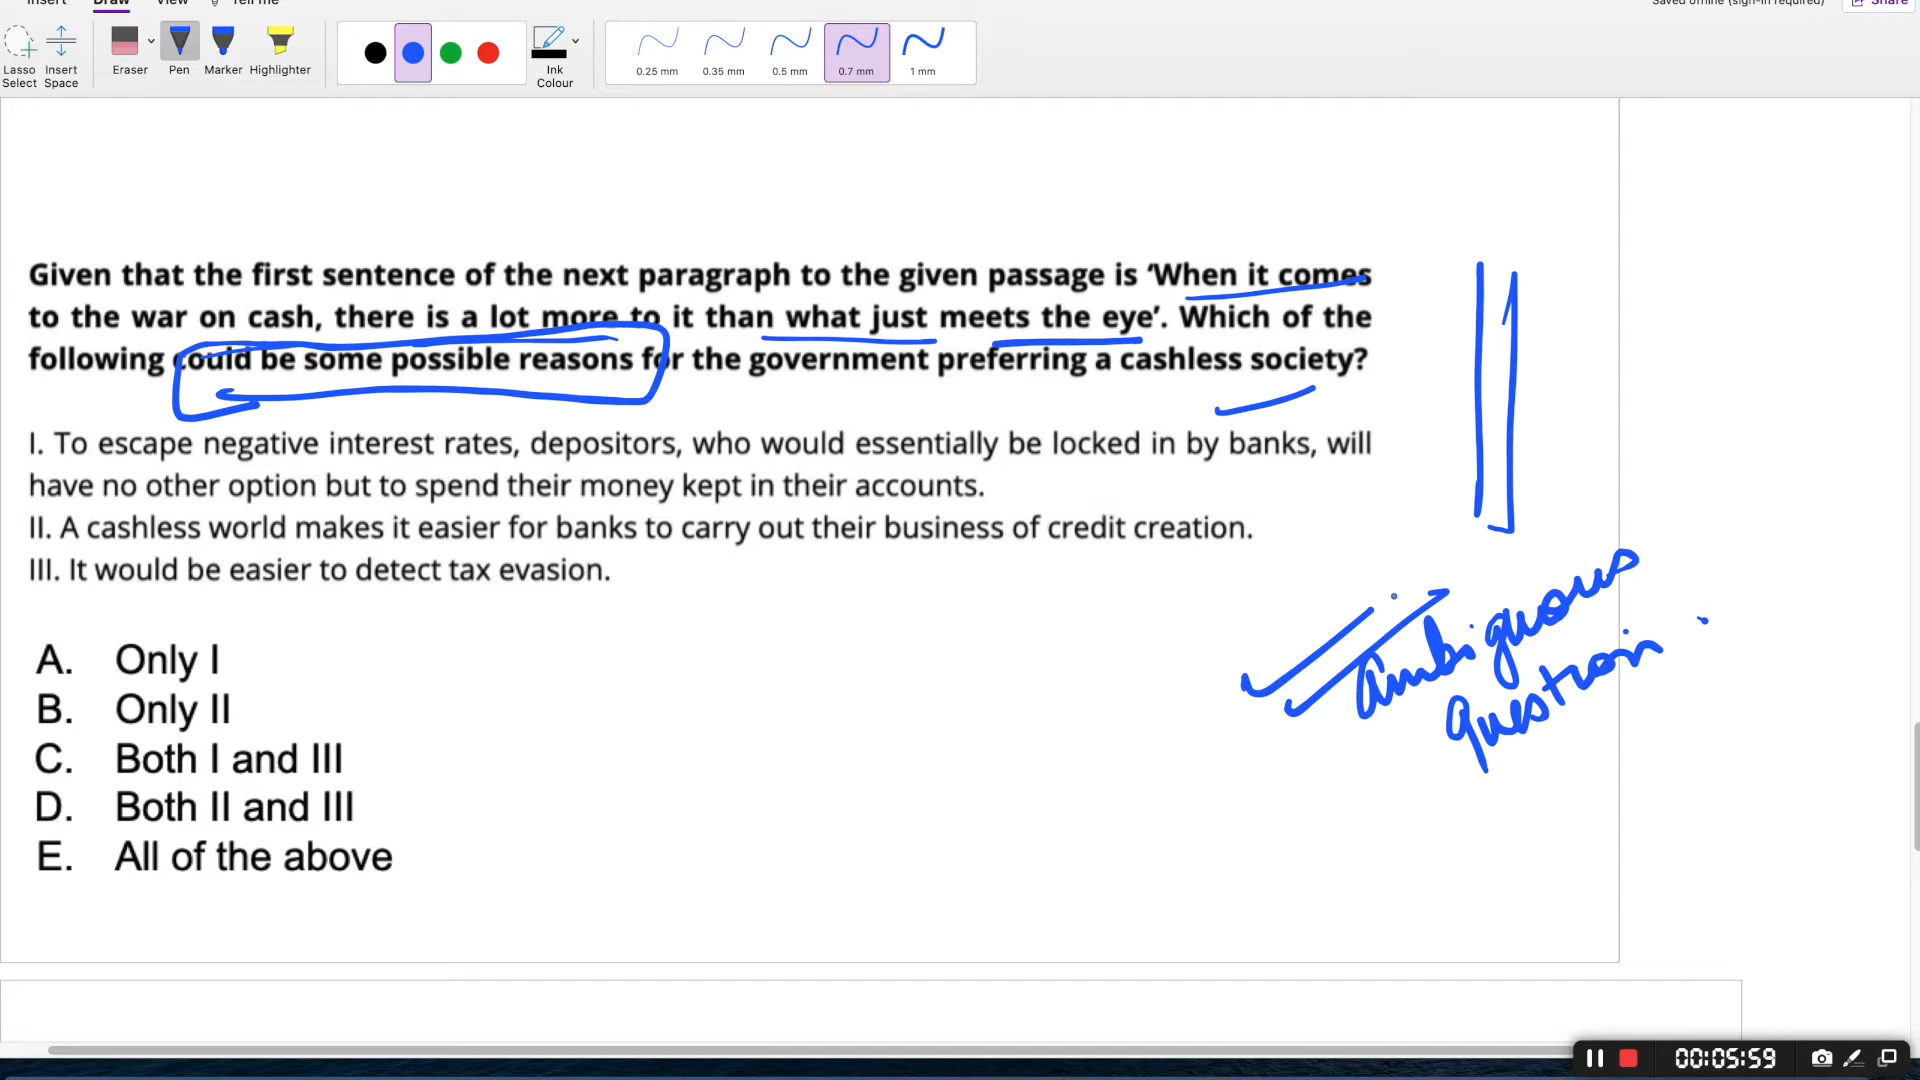 Insert Draw View Tell me Saved offline (sign-in required) Share
Lasso Select Insert Space Eraser Pen Marker Highlighter Ink Colour 0.25 mm 0.35 mm 0.5 mm 0.7 mm 1 mm
Given that the first sentence of the next paragraph to the given passage is ‘When it comes
to the war on cash, there is a lot more to it than what just meets the eye’. Which of the
following could be some possible reasons for the government preferring a cashless society?
I. To escape negative interest rates, depositors, who would essentially be locked in by banks, will
have no other option but to spend their money kept in their accounts.
II. A cashless world makes it easier for banks to carry out their business of credit creation.
III. It would be easier to detect tax evasion.
Ambiguous
question
A. Only I
B. Only II
C. Both I and III
D. Both II and III
E. All of the above
00:05:59